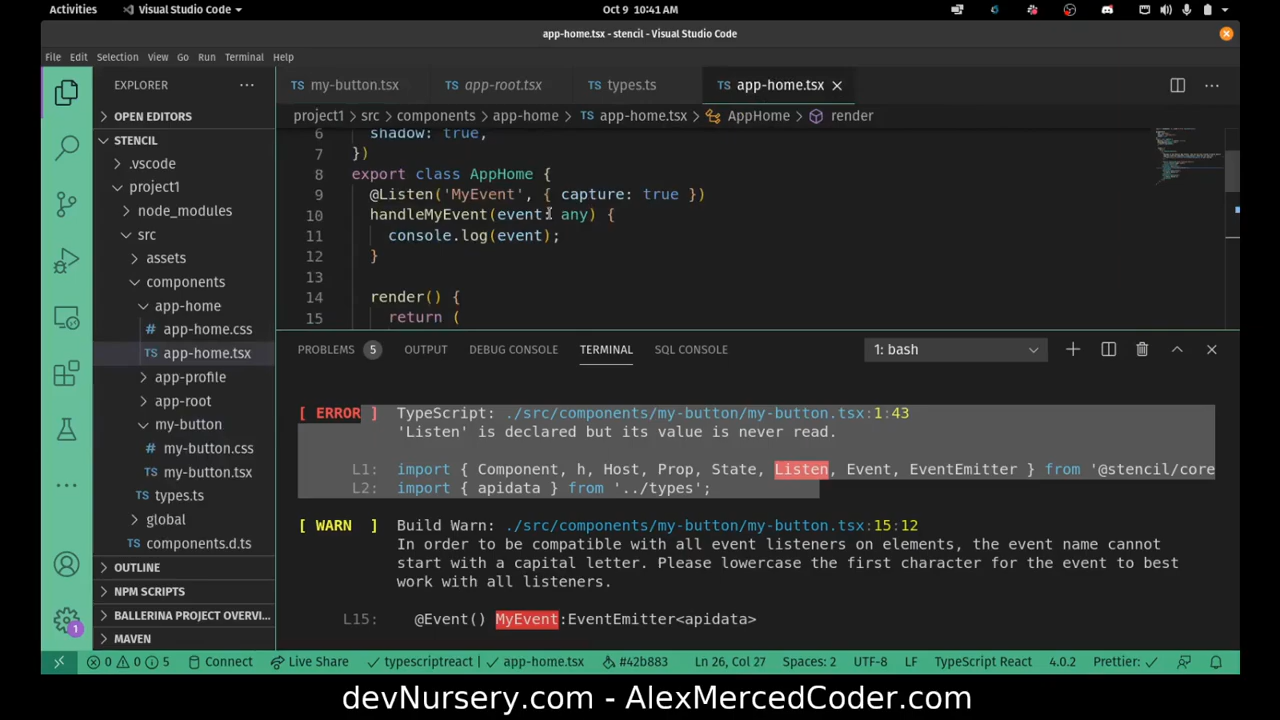 Activities Visual Studio Code Oct 9 10:41 AM
app-home.tsx - stencil - Visual Studio Code
File Edit Selection View Go Run Terminal Help
EXPLORER
OPEN EDITORS
STENCIL
.vscode
project1
node_modules
src
assets
components
app-home
# app-home.css
TS app-home.tsx
app-profile
app-root
my-button
# my-button.css
TS my-button.tsx
TS types.ts
global
TS components.d.ts
OUTLINE
NPM SCRIPTS
BALLERINA PROJECT OVERVI...
MAVEN
TS my-button.tsx TS app-root.tsx TS types.ts TS app-home.tsx
project1 > src > components > app-home > TS app-home.tsx > AppHome > render
6 shadow: true,
7 })
8 export class AppHome {
9 @Listen('MyEvent', { capture: true })
10 handleMyEvent(event: any) {
11 console.log(event);
12 }
13
14 render() {
15 return (
PROBLEMS 5 OUTPUT DEBUG CONSOLE TERMINAL SQL CONSOLE 1: bash
[ ERROR ] TypeScript: ./src/components/my-button/my-button.tsx:1:43
'Listen' is declared but its value is never read.
L1: import { Component, h, Host, Prop, State, Listen, Event, EventEmitter } from '@stencil/core
L2: import { apidata } from '../types';
[ WARN ] Build Warn: ./src/components/my-button/my-button.tsx:15:12
In order to be compatible with all event listeners on elements, the event name cannot
start with a capital letter. Please lowercase the first character for the event to best
work with all listeners.
L15: @Event() MyEvent:EventEmitter<apidata>
1
0 0 5 Connect Live Share typescriptreact | app-home.tsx #42b883 Ln 26, Col 27 Spaces: 2 UTF-8 LF TypeScript React 4.0.2 Prettier:
devNursery.com - AlexMercedCoder.com